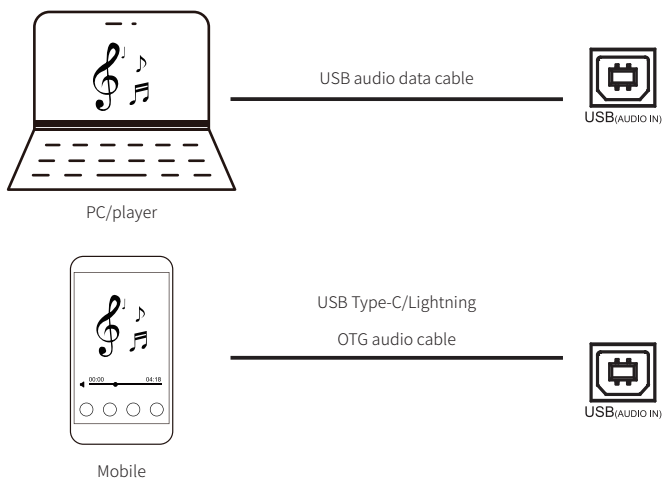 USB audio data cable
USB(AUDIO IN)
PC/player
USB Type-C/Lightning
OTG audio cable
00:00 04:18
USB(AUDIO IN)
Mobile